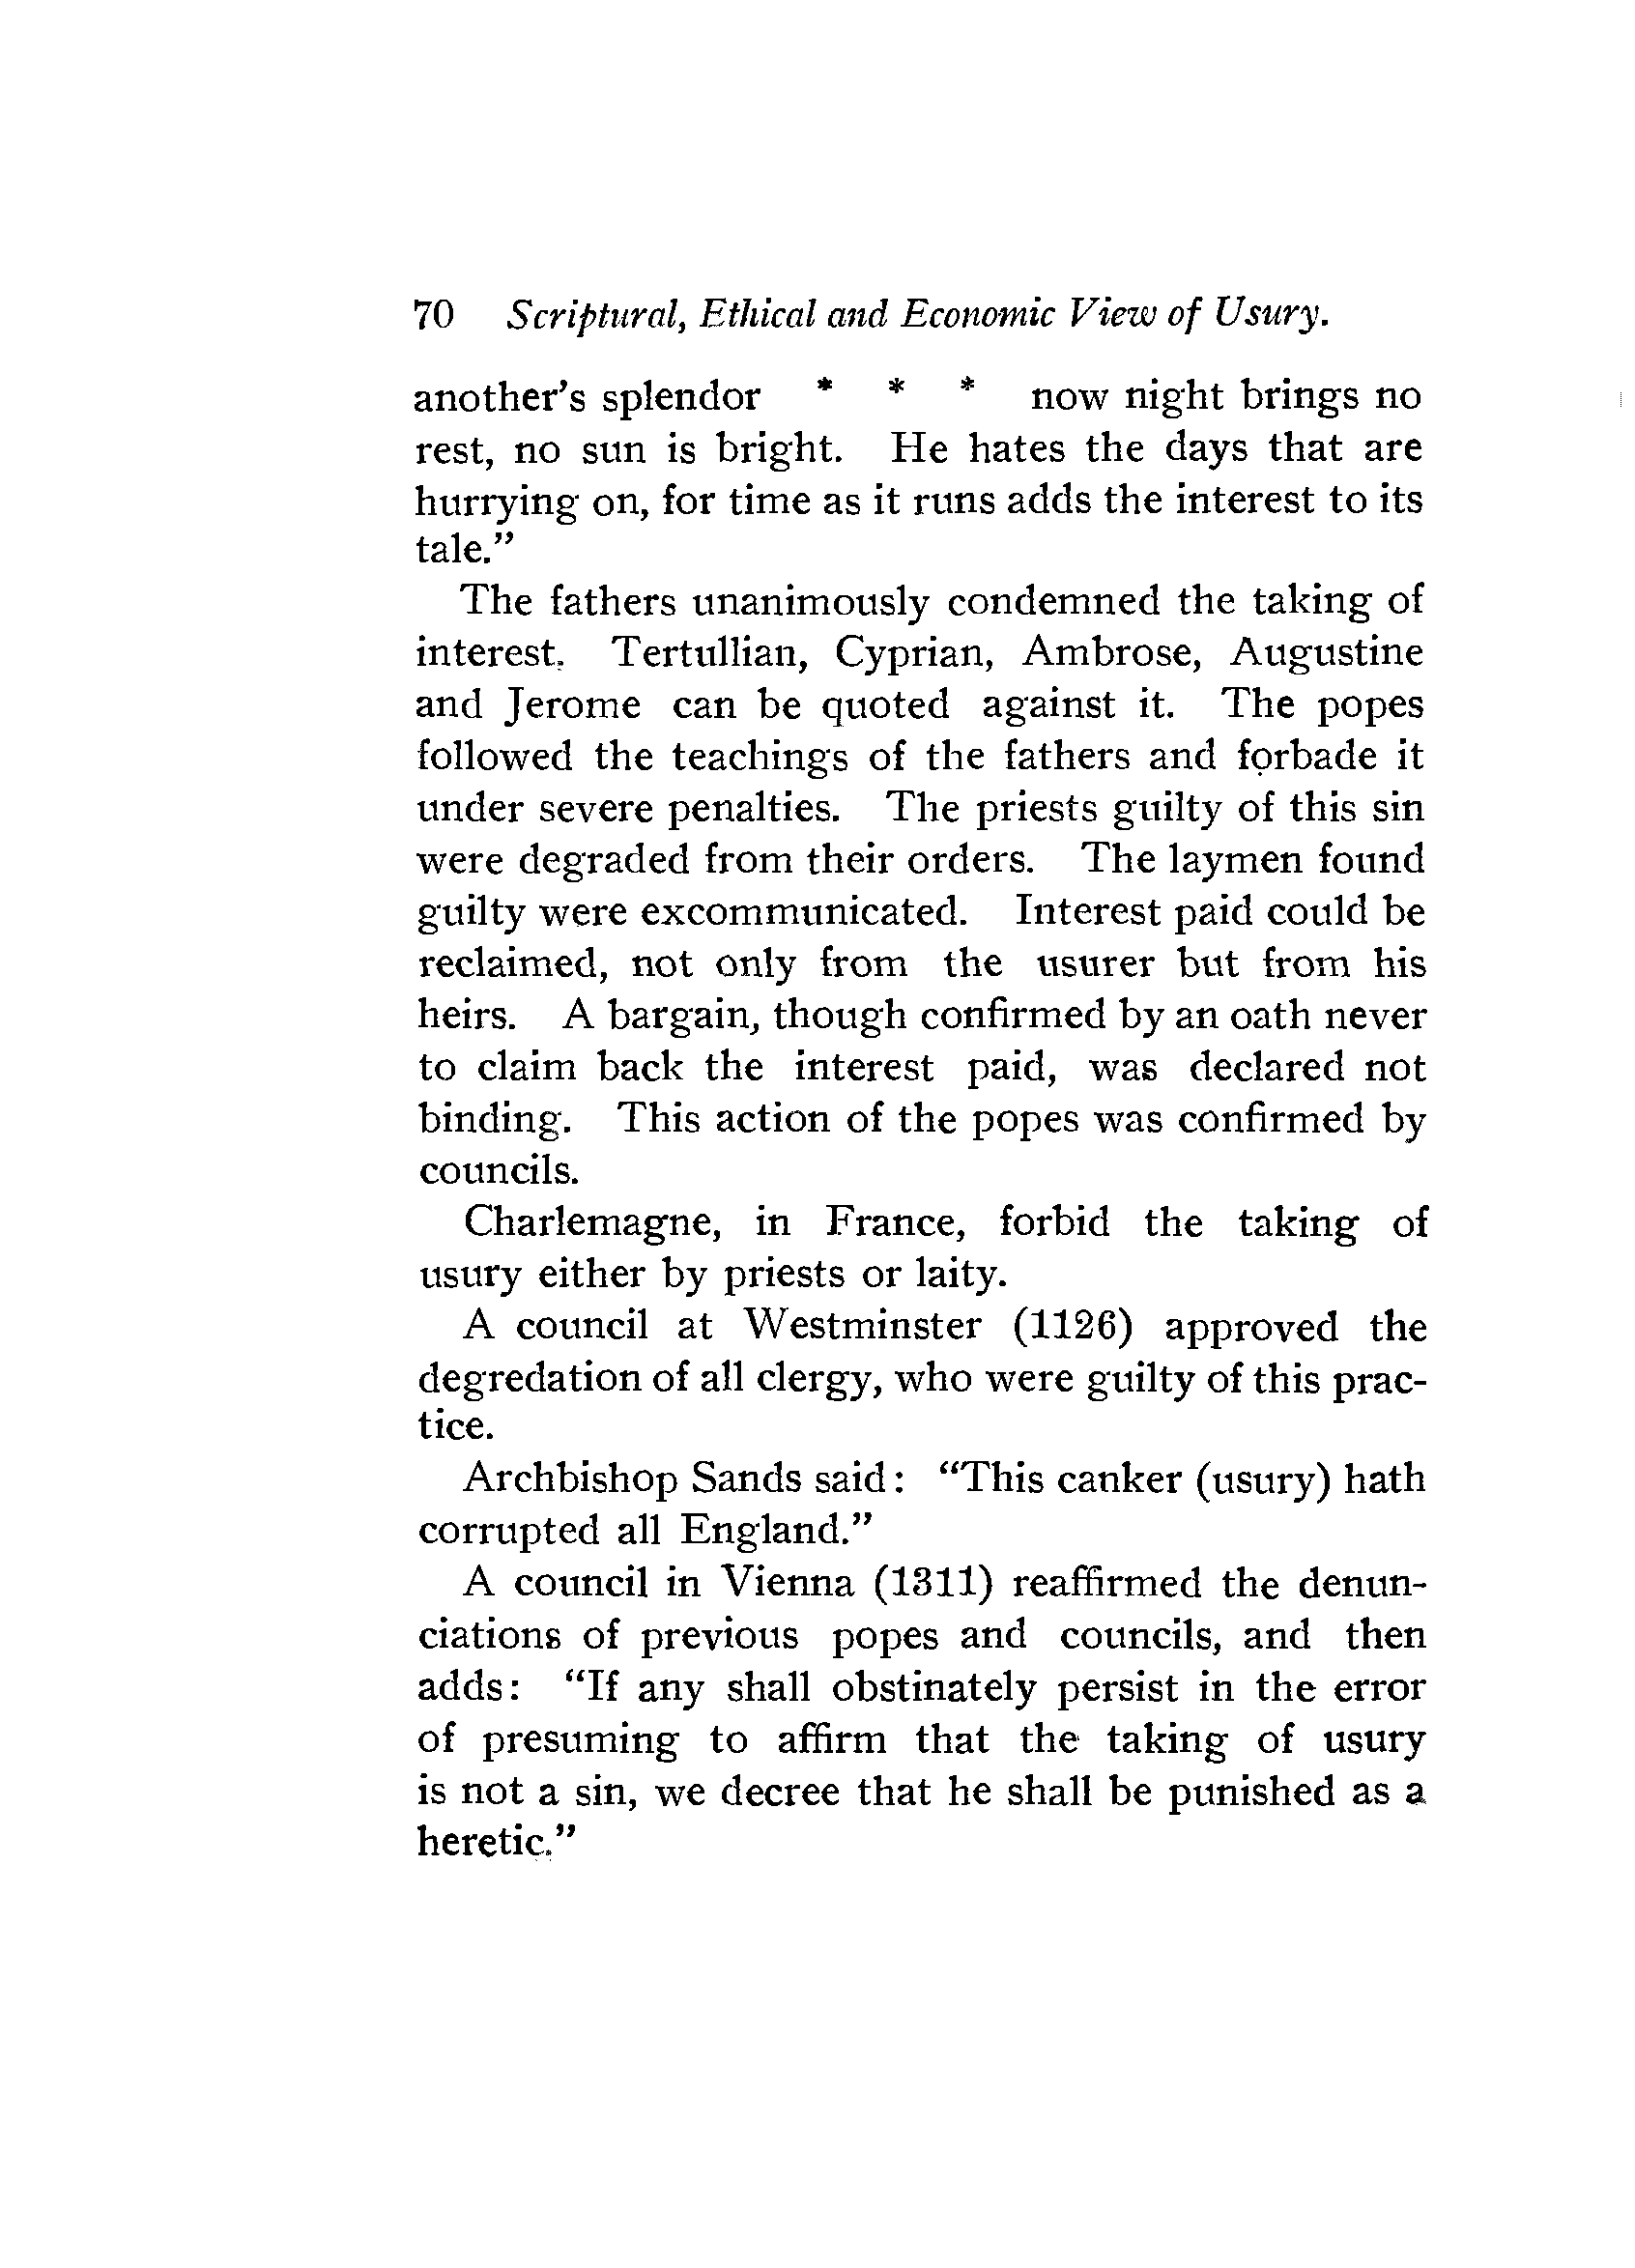 70 Scriptural, Ethical and Economic View of Usury.
another's splendor * * * now night brings no
rest, no sun is bright. He hates the days that are
hurrying on, for time as it runs adds the interest to its
tale."
The fathers unanimously condemned the taking of
interest. Tertullian, Cyprian, Ambrose, Augustine
and Jerome can be quoted against it. The popes
followed the teachings of the fathers and forbade it
under severe penalties. The priests guilty of this sin
were degraded from their orders. The laymen found
guilty were excommunicated. Interest paid could be
reclaimed, not only from the usurer but from his
heirs. A bargain, though confirmed by an oath never
to claim back the interest paid, was declared not
binding. This action of the popes was confirmed by
councils.
Charlemagne, in France, forbid the taking of
usury either by priests or laity.
A council at Westminster (1126) approved the
degredation of all clergy, who were guilty of this prac-
tice.
Archbishop Sands said: "This canker (usury) hath
corrupted all England."
A council in Vienna (1311) reaffirmed the denun-
ciations of previous popes and councils, and then
adds: "If any shall obstinately persist in the error
of presuming to affirm that the taking of usury
is not a sin, we decree that he shall be punished as a
heretic."